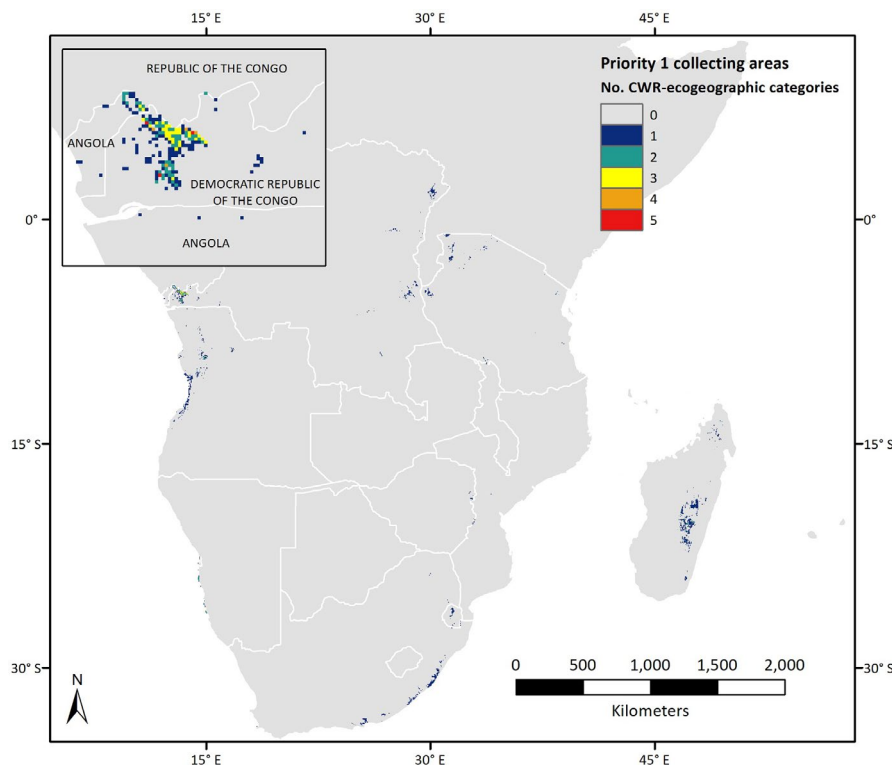 15° E
30° E
45° E
REPUBLIC OF THE CONGO
ANGOLA
DEMOCRATIC REPUBLIC
OF THE CONGO
ANGOLA
Priority 1 collecting areas
No. CWR-ecogeographic categories
0
1
2
3
4
5
0°
0°
15° S
15° S
30° S
30° S
N
0 500 1,000 1,500 2,000
Kilometers
15° E
30° E
45° E